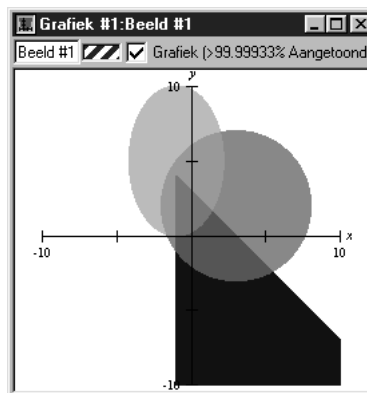 Grafiek #1:Beeld #1
Beeld #1 Grafiek (>99.99933% Aangetoond
y
10
-10 10 x
-10